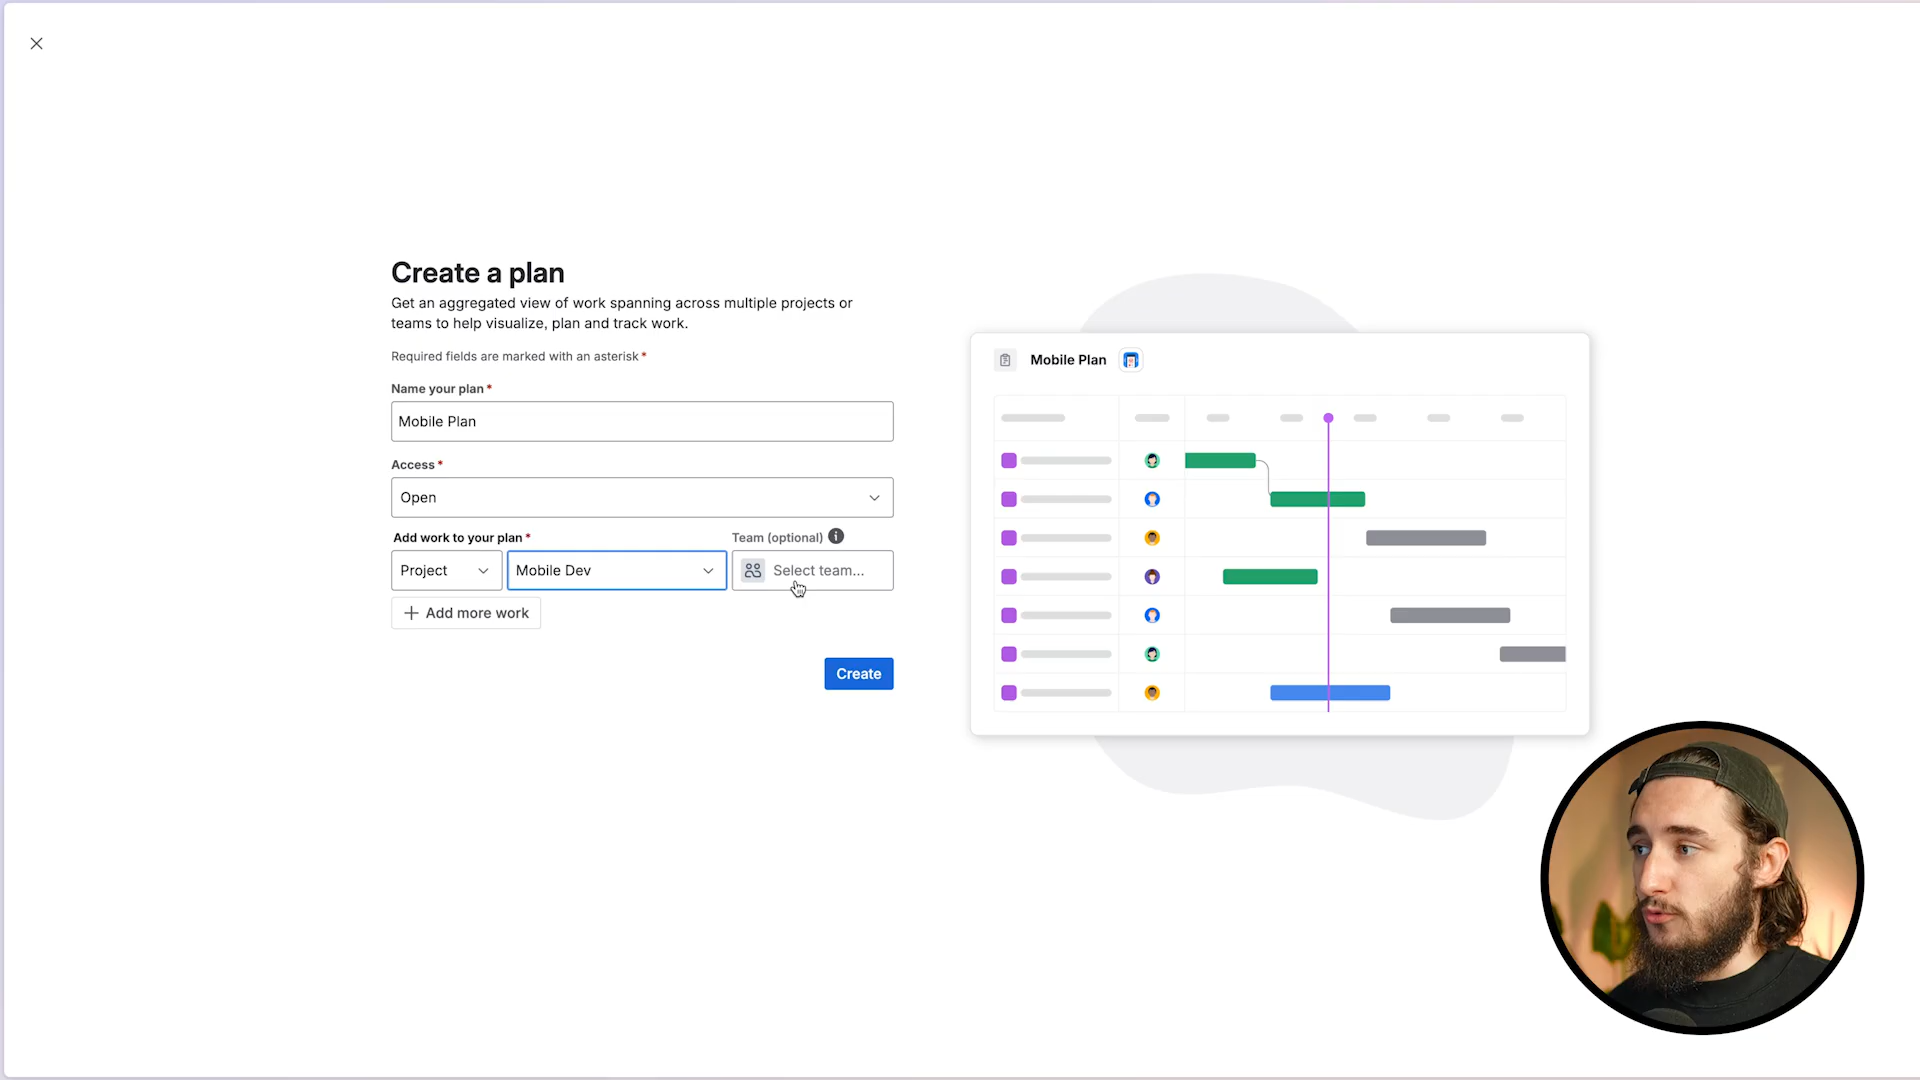 Create a plan
Get an aggregated view of work spanning across multiple projects or
teams to help visualize, plan and track work.
Required fields are marked with an asterisk *
Name your plan *
Mobile Plan
Access *
Open
Add work to your plan *
Team (optional)
Project
Mobile Dev
Select team...
Add more work
Create
Mobile Plan